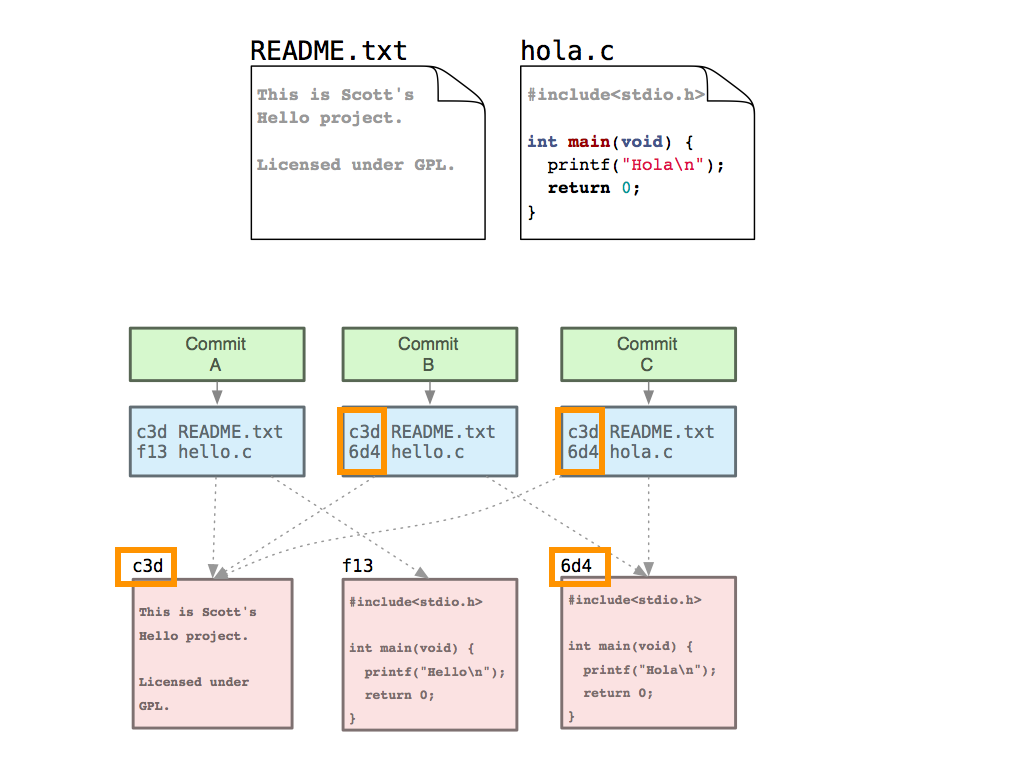 README.txt
This is Scott's
Hello project.
Licensed under GPL.
hola.c
#include<stdio.h>
int main(void) {
  printf("Hola\n");
  return 0;
}
Commit
A
Commit
B
Commit
C
c3d README.txt
f13 hello.c
c3d README.txt
6d4 hello.c
c3d README.txt
6d4 hola.c
c3d
This is Scott's
Hello project.
Licensed under
GPL.
f13
#include<stdio.h>
int main(void) {
  printf("Hello\n");
  return 0;
}
6d4
#include<stdio.h>
int main(void) {
  printf("Hola\n");
  return 0;
}